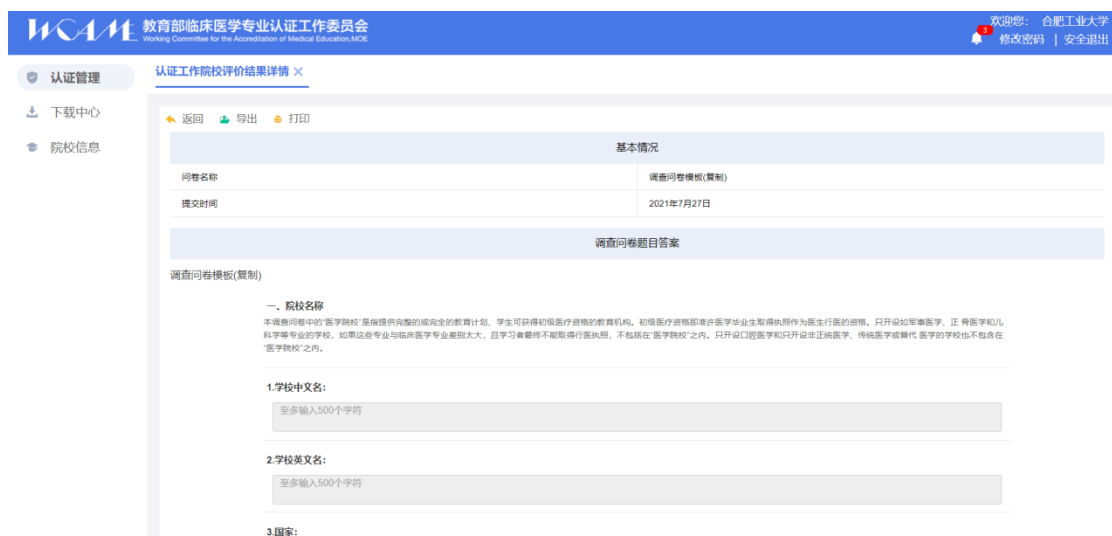 WCAME 教育部临床医学专业认证工作委员会
Working Committee for the Accreditation of Medical Education,MOE
欢迎您: 合肥工业大学
3
修改密码 | 安全退出
认证管理
认证工作院校评价结果详情 ×
下载中心
返回 导出 打印
院校信息
基本情况
问卷名称 调查问卷模板(复制)
提交时间 2021年7月27日
调查问卷题目答案
调查问卷模板(复制)
一、院校名称
本调查问卷中的“医学院校”是指提供完整的或完全的教育计划，学生可获得初级医疗资格的教育机构。初级医疗资格即准许医学毕业生取得执照作为医生行医的资格。只开设如军事医学、正 骨医学和儿
科学等专业的学校，如果这些专业与临床医学专业差别太大，且学习者最终不能取得行医执照，不包括在“医学院校”之内。只开设口腔医学和只开设非正统医学、传统医学或替代 医学的学校也不包含在
“医学院校”之内。
1.学校中文名：
至多输入500个字符
2.学校英文名：
至多输入500个字符
3.国家：